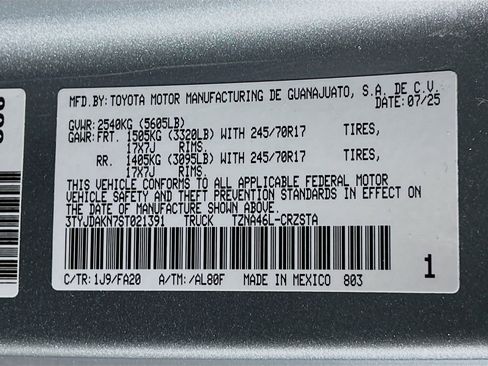 MFD.BY:TOYOTA MOTOR MANUFACTURING DE GUANAJUATO, S.A. DE C.V.
DATE: 07/25
GVWR:2540KG (5605LB)
GAWR:FRT. 1505KG (3320LB) WITH 245/70R17 TIRES,
17X7J RIMS.
RR. 1405KG (3095LB) WITH 245/70R17 TIRES,
17X7J RIMS.
THIS VEHICLE CONFORMS TO ALL APPLICABLE FEDERAL MOTOR
VEHICLE SAFETY AND THEFT PREVENTION STANDARDS IN EFFECT ON
THE DATE OF MANUFACTURE SHOWN ABOVE.
3TYJDAKN7ST021391 TRUCK TZNA46L-CRZSTA
C/TR:1J9/FA20 A/TM:/AL80F MADE IN MEXICO 803
1